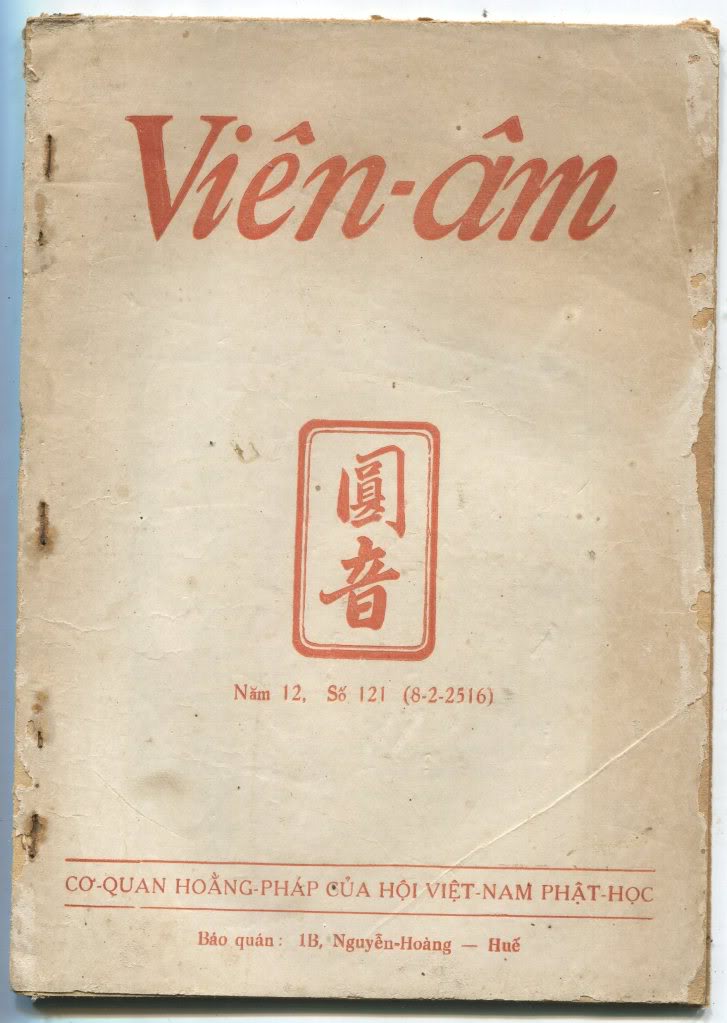 Viên-âm
圓
音
Năm 12, Số 121 (8-2-2516)
CƠ-QUAN HOẰNG-PHÁP CỦA HỘI VIỆT-NAM PHẬT-HỌC
Báo quán: 1B, Nguyễn-Hoàng — Huế